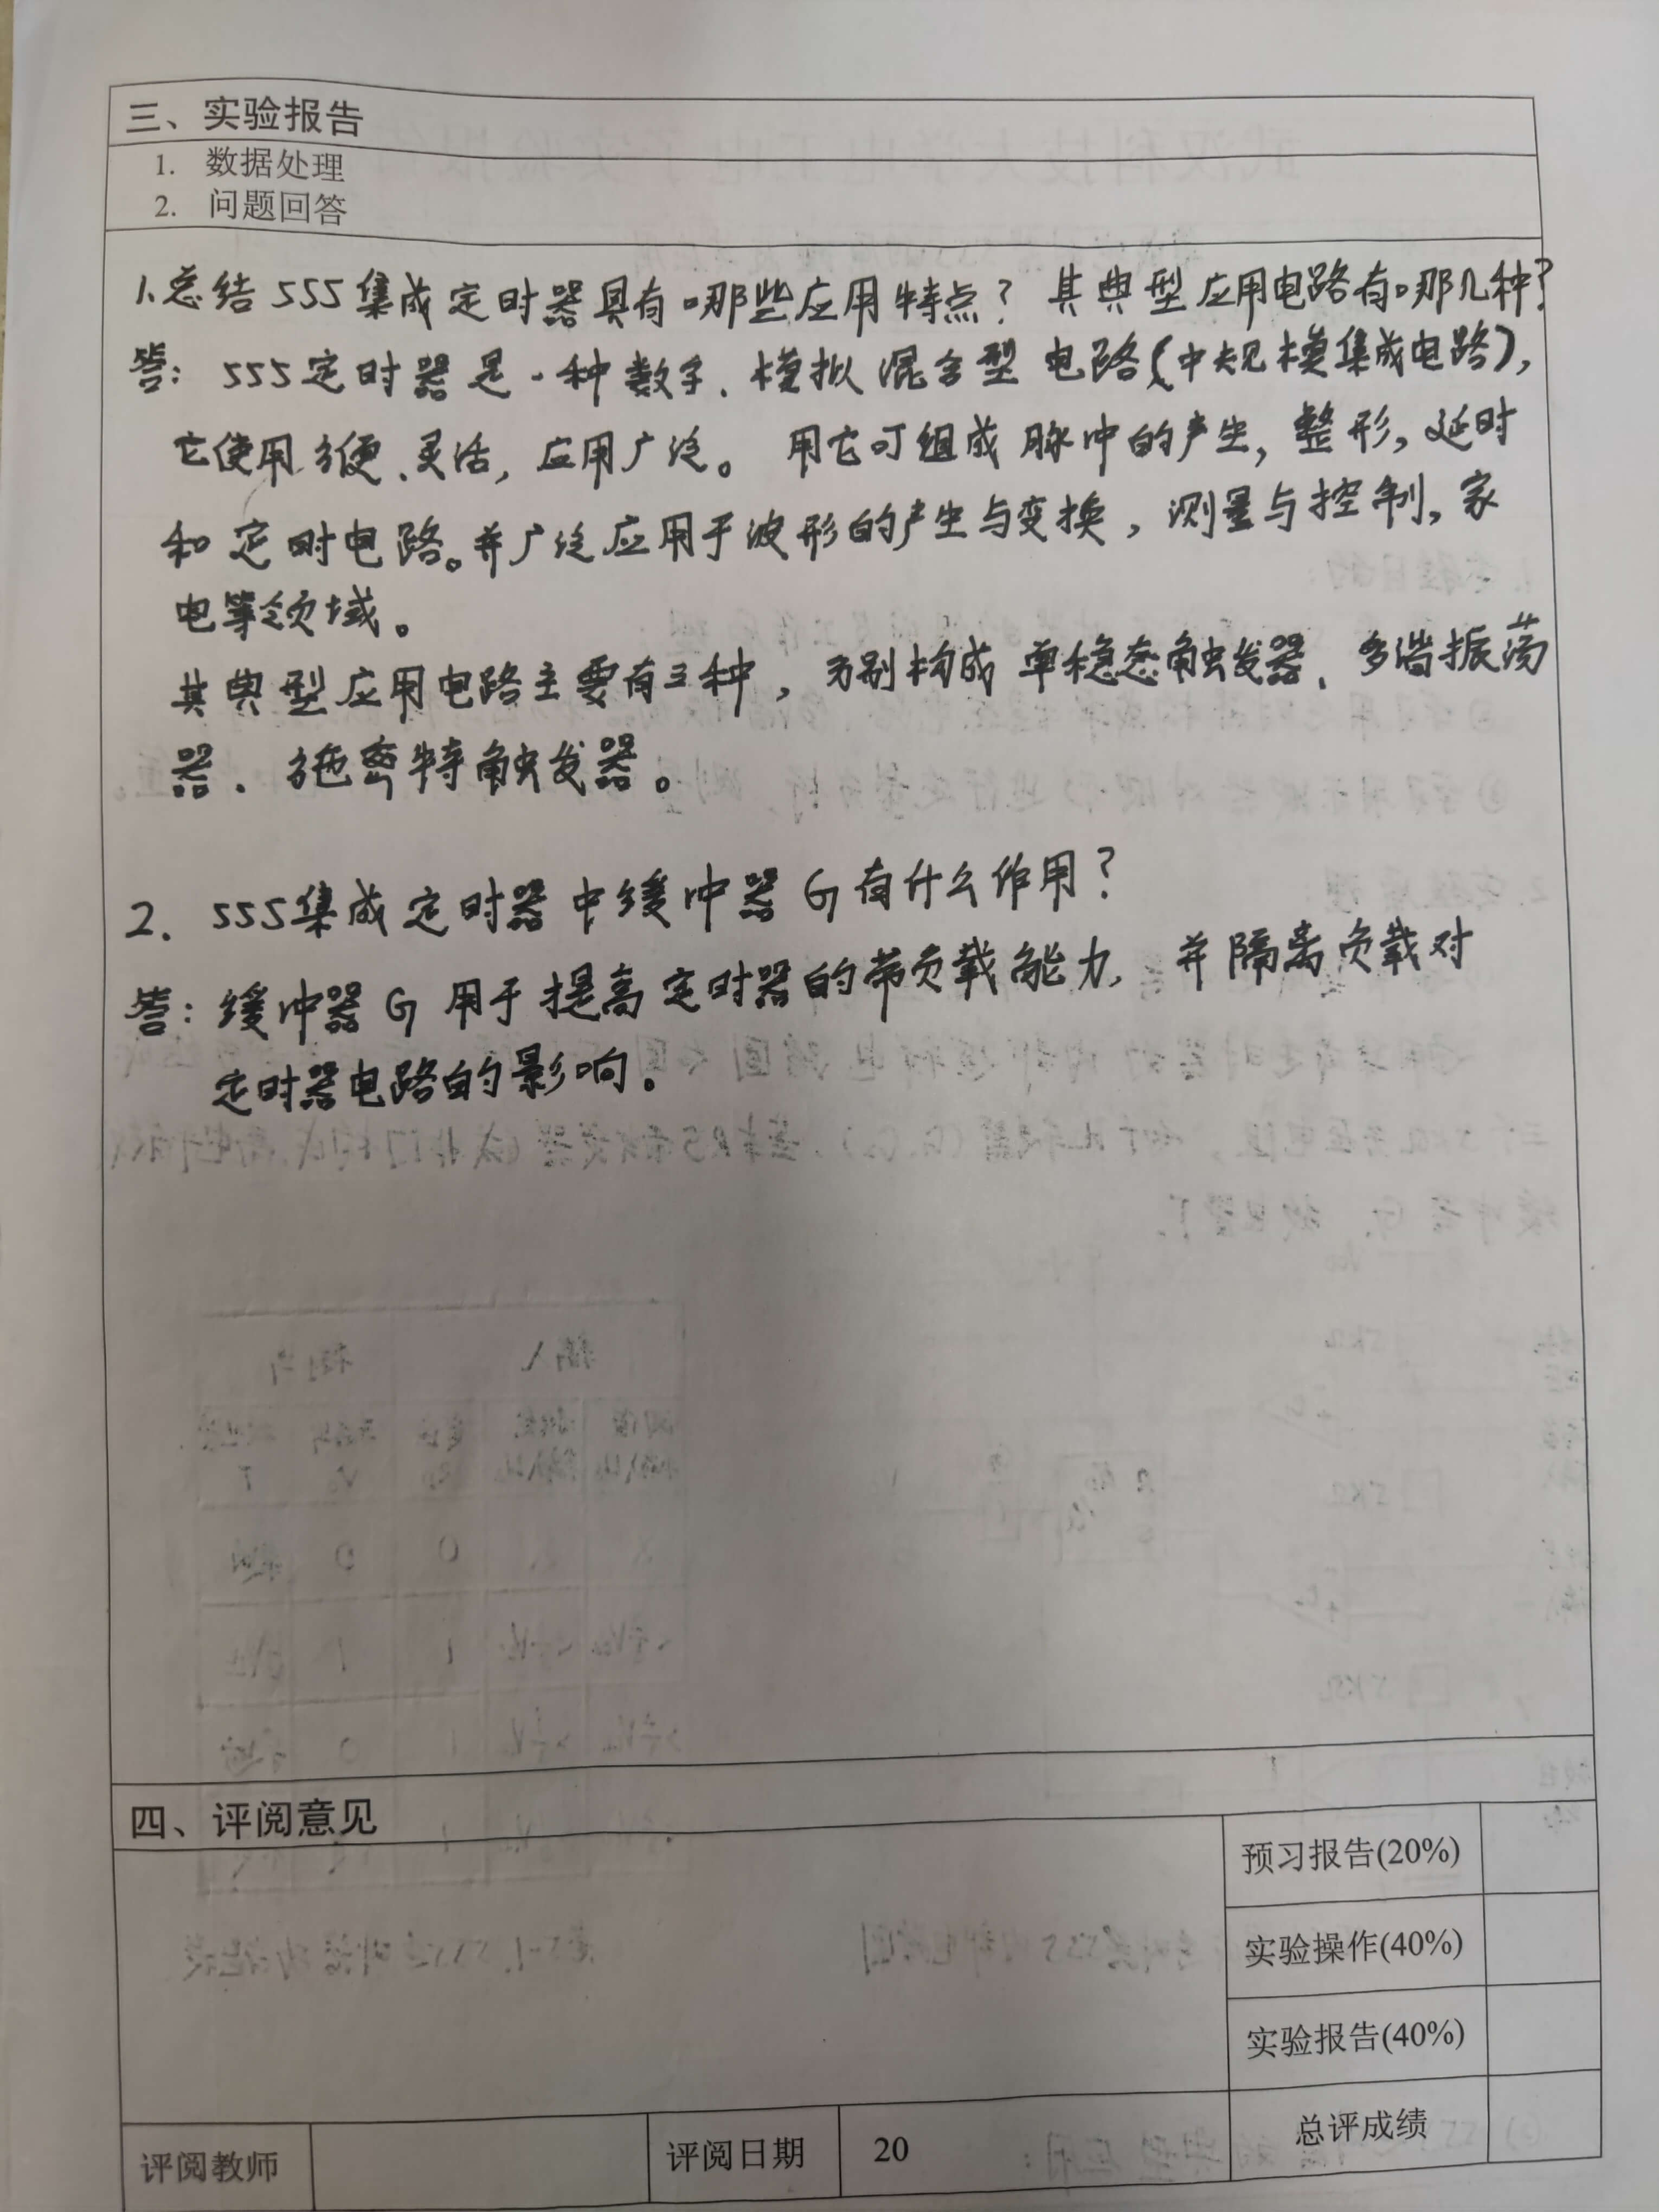 三、实验报告
1. 数据处理
2. 问题回答
1、总结555集成定时器具有哪些应用特点？其典型应用电路有哪几种？
答：555定时器是一种数字、模拟混合型电路(中规模集成电路)，
它使用方便、灵活，应用广泛。用它可组成脉冲的产生，整形，延时
和定时电路。并广泛应用于波形的产生与变换，测量与控制，家
电等领域。
其典型应用电路主要有三种，分别构成单稳态触发器、多谐振荡
器、施密特触发器。
2. 555集成定时器中缓冲器G有什么作用？
答：缓冲器G用于提高定时器的带负载能力，并隔离负载对
定时器电路的影响。
四、评阅意见
预习报告(20%)
实验操作(40%)
实验报告(40%)
总评成绩
评阅教师
评阅日期
20